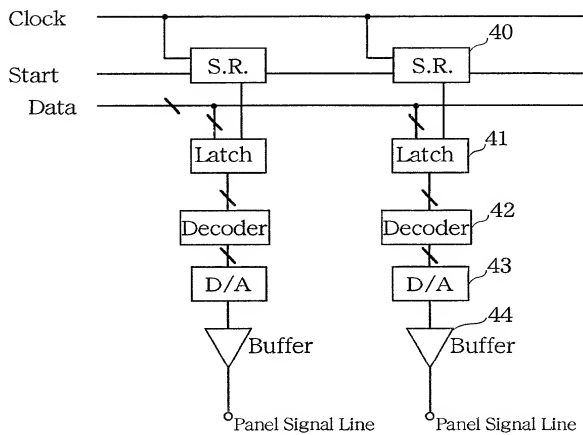 Clock
S.R. S.R. 40
Start
Data
Latch Latch 41
Decoder Decoder 42
D/A D/A 43
Buffer Buffer 44
Panel Signal Line Panel Signal Line